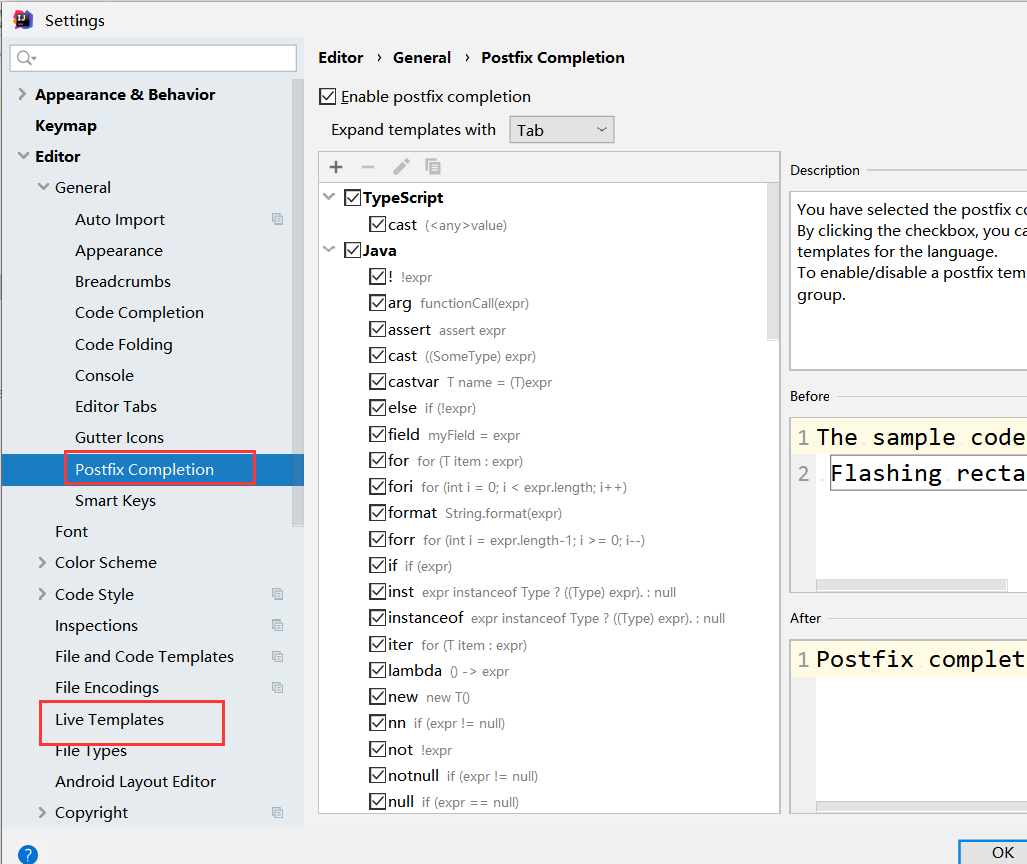 Settings
Appearance & Behavior
Keymap
Editor
General
Auto Import
Appearance
Breadcrumbs
Code Completion
Code Folding
Console
Editor Tabs
Gutter Icons
Postfix Completion
Smart Keys
Font
Color Scheme
Code Style
Inspections
File and Code Templates
File Encodings
Live Templates
File Types
Android Layout Editor
Copyright
?
Editor › General › Postfix Completion
Enable postfix completion
Expand templates with Tab
TypeScript
cast (<any>value)
Java
! !expr
arg functionCall(expr)
assert assert expr
cast ((SomeType) expr)
castvar T name = (T)expr
else if (!expr)
field myField = expr
for for (T item : expr)
fori for (int i = 0; i < expr.length; i++)
format String.format(expr)
forr for (int i = expr.length-1; i >= 0; i--)
if if (expr)
inst expr instanceof Type ? ((Type) expr). : null
instanceof expr instanceof Type ? ((Type) expr). : null
iter for (T item : expr)
lambda () -> expr
new new T()
nn if (expr != null)
not !expr
notnull if (expr != null)
null if (expr == null)
Description
You have selected the postfix co
By clicking the checkbox, you ca
templates for the language.
To enable/disable a postfix tem
group.
Before
1 The sample code
2 Flashing recta
After
1 Postfix complet
OK